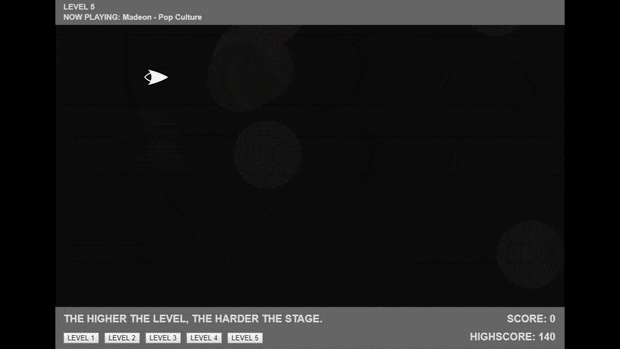 LEVEL 5
NOW PLAYING: Madeon - Pop Culture
THE HIGHER THE LEVEL, THE HARDER THE STAGE.
SCORE: 0
LEVEL 1 LEVEL 2 LEVEL 3 LEVEL 4 LEVEL 5
HIGHSCORE: 140